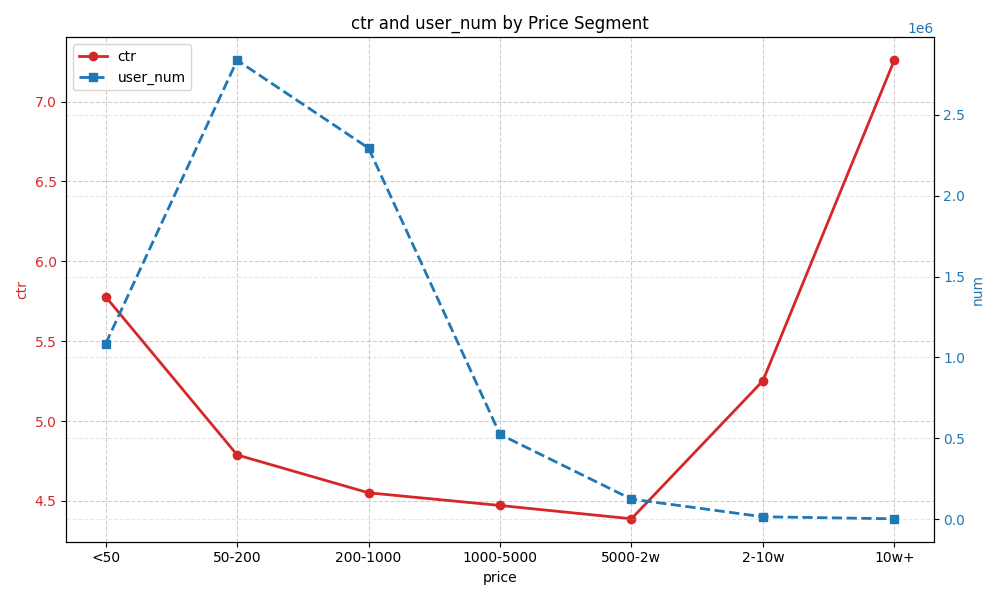 ctr and user_num by Price Segment
1e6
ctr
user_num
7.0
6.5
6.0
5.5
5.0
4.5
ctr
2.5
2.0
1.5
1.0
0.5
0.0
num
<50 50-200 200-1000 1000-5000 5000-2w 2-10w 10w+
price